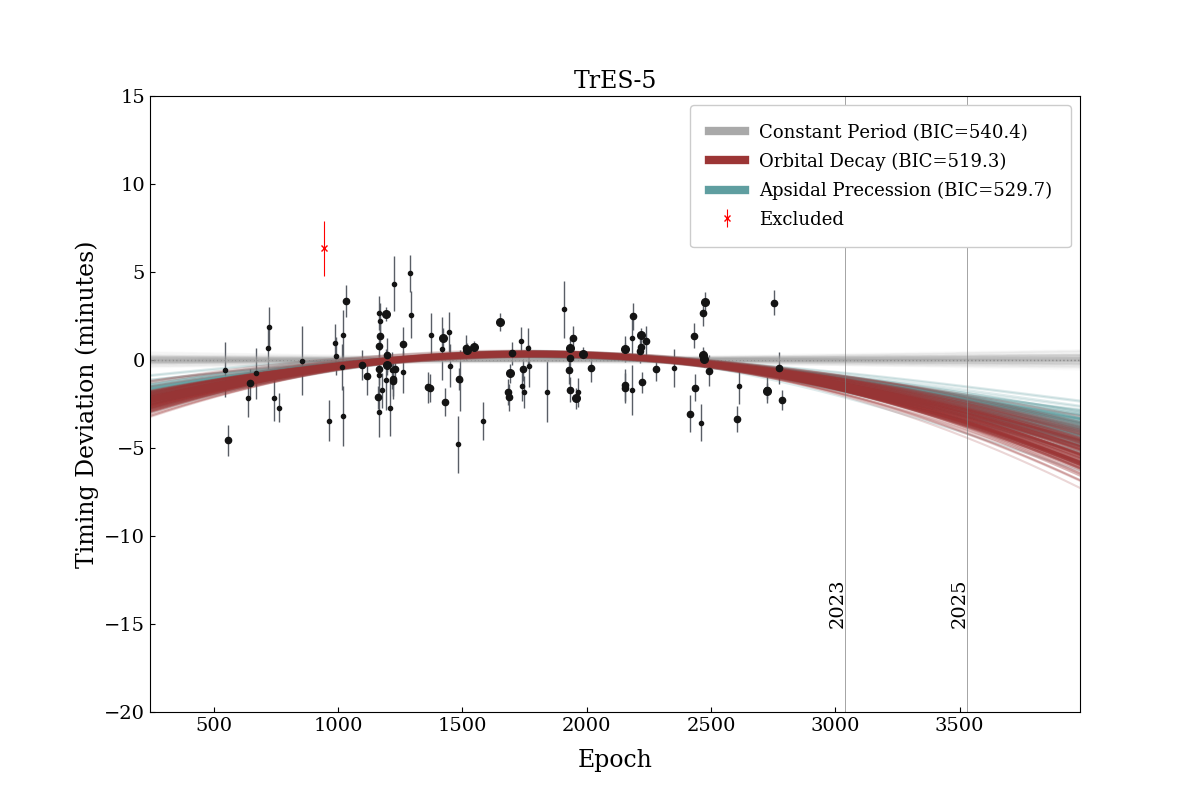 TrES-5
Timing Deviation (minutes)
15
10
5
0
−5
−10
−15
−20
Constant Period (BIC=540.4)
Orbital Decay (BIC=519.3)
Apsidal Precession (BIC=529.7)
Excluded
2023
2025
500 1000 1500 2000 2500 3000 3500
Epoch